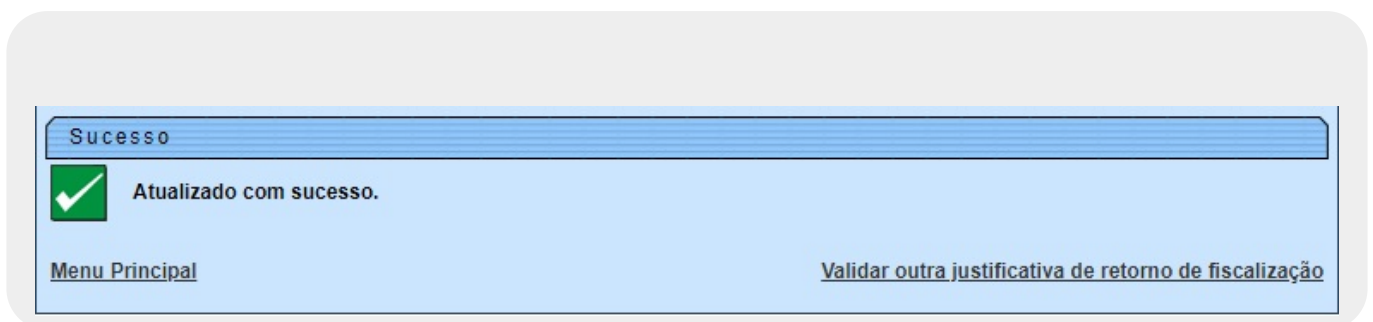 Sucesso
Atualizado com sucesso.
Menu Principal
Validar outra justificativa de retorno de fiscalização